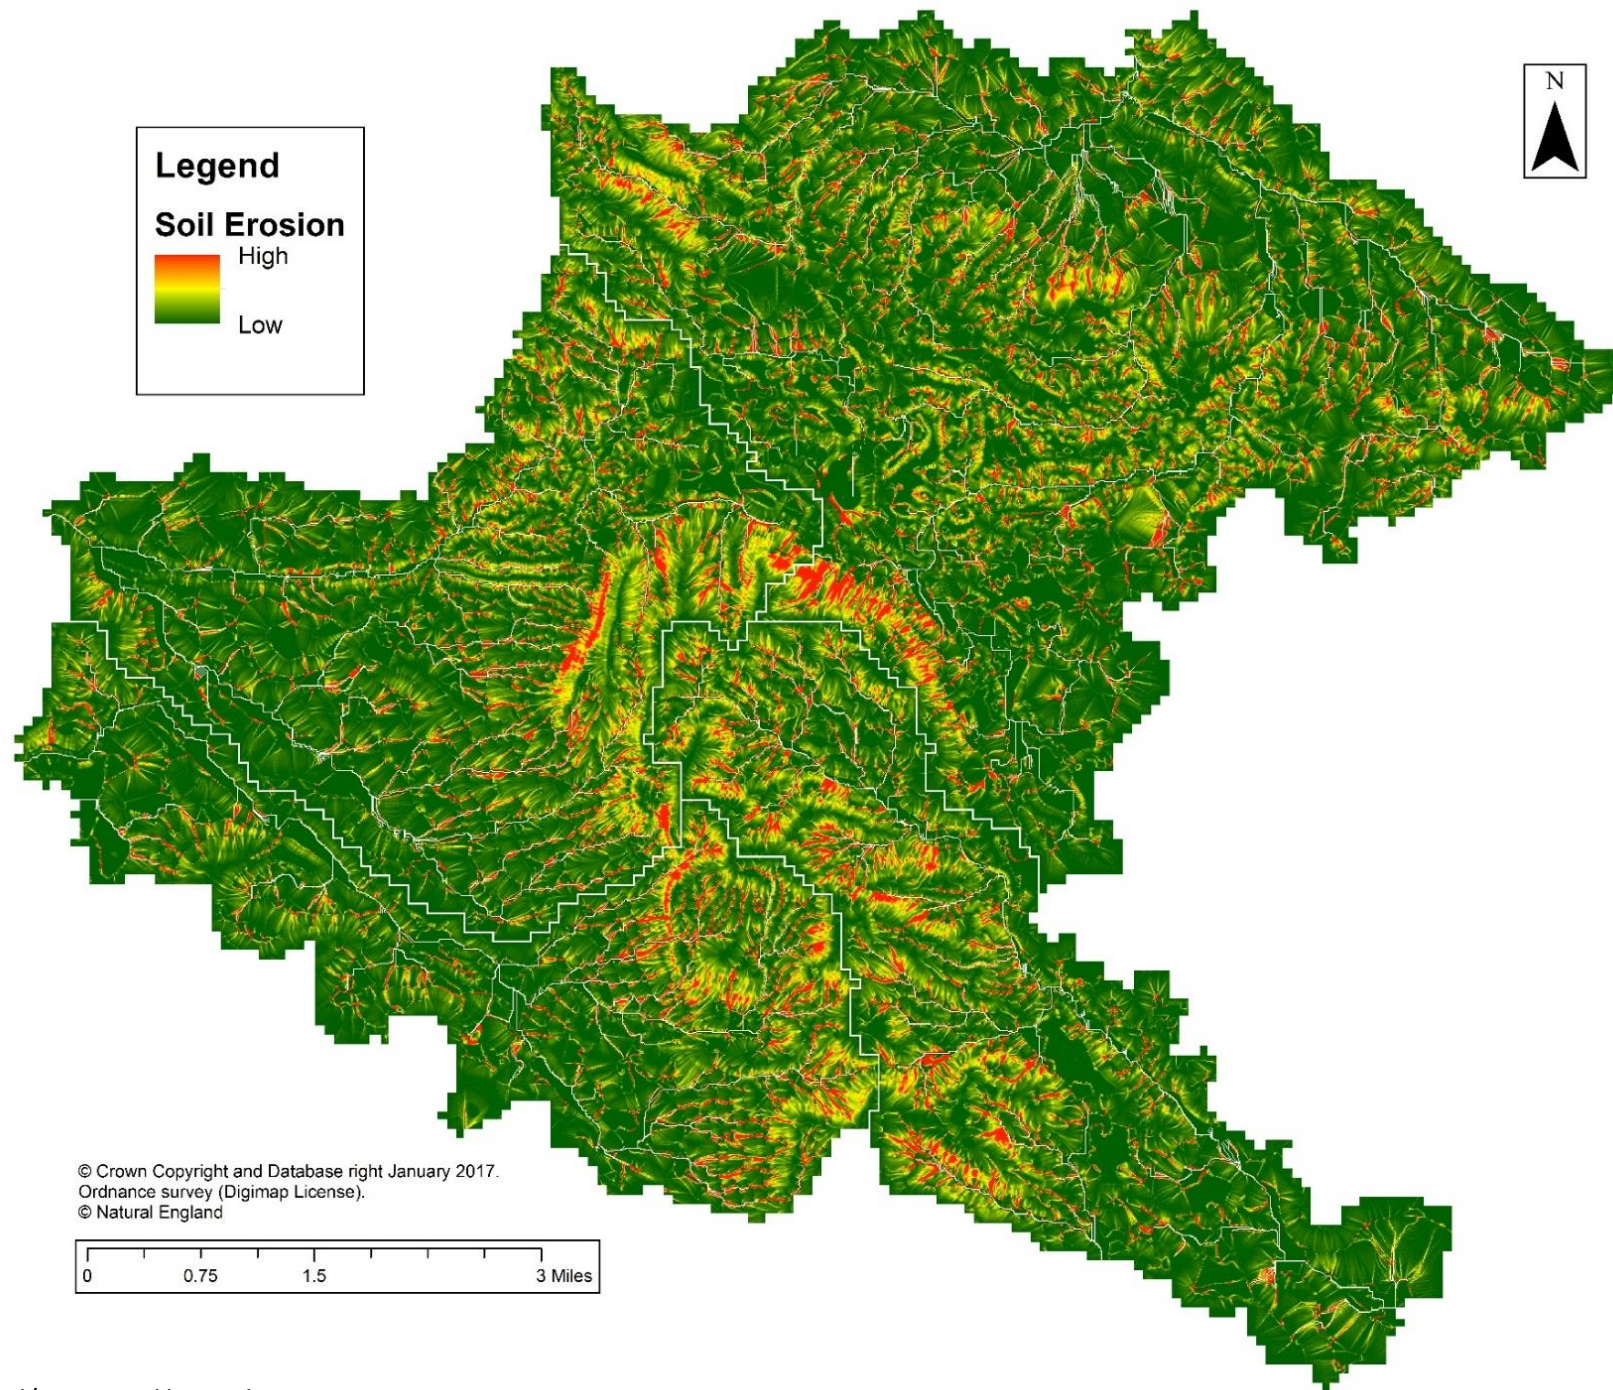 N
Legend
Soil Erosion
High
Low
© Crown Copyright and Database right January 2017.
Ordnance survey (Digimap License).
© Natural England
0 0.75 1.5 3 Miles